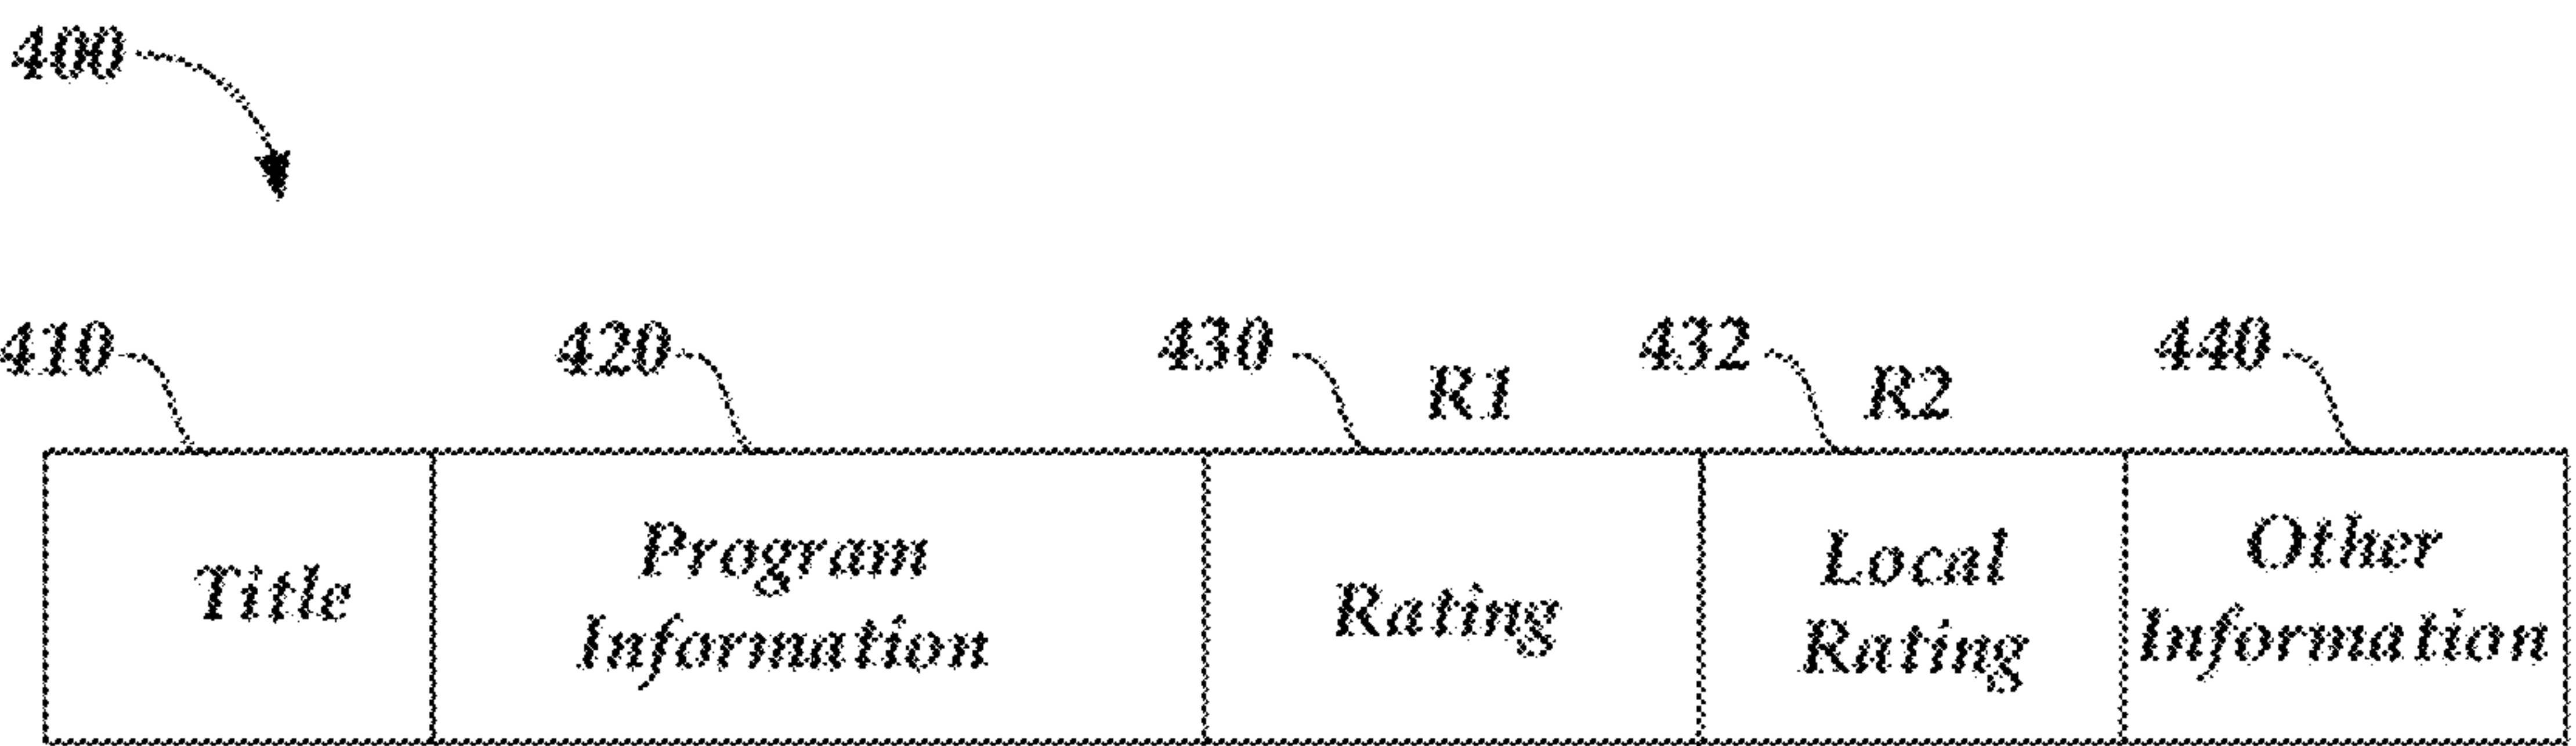 400
410 420 430 R1 432 R2 440
Title
Program
Information
Rating
Local
Rating
Other
Information